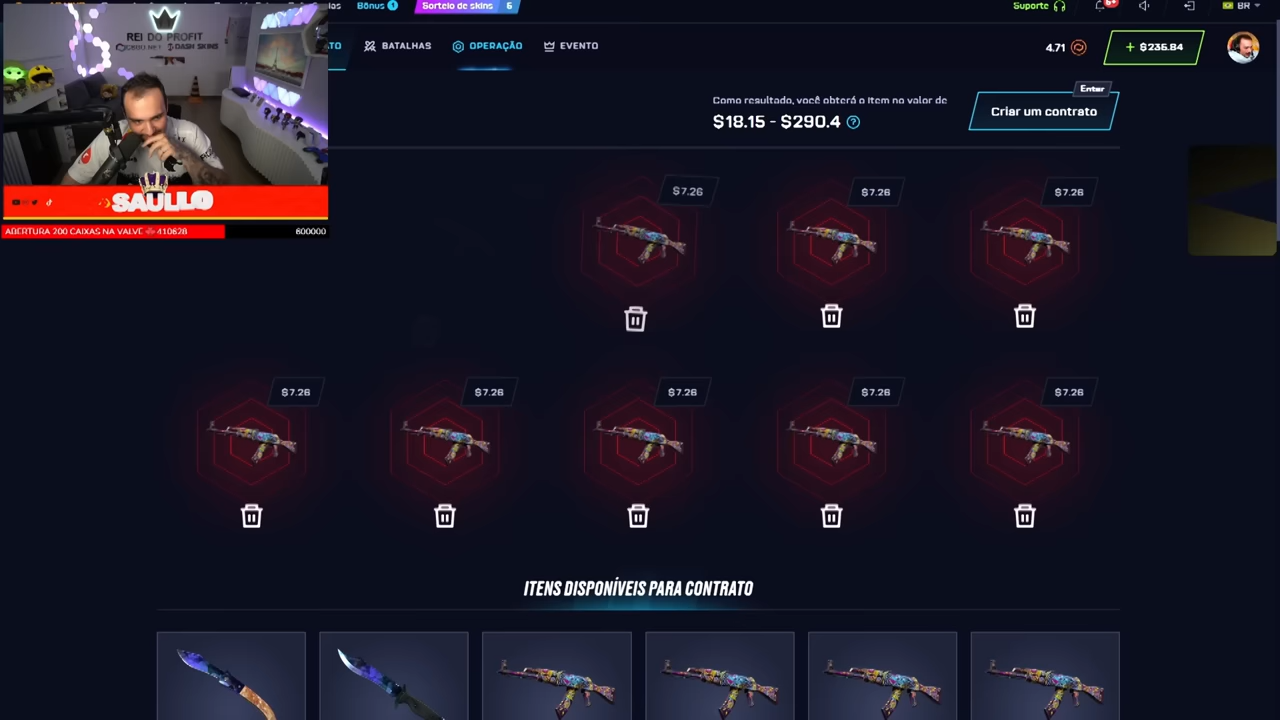 Bônus 1
Sorteio de skins 6
Suporte
BR
REI DO PROFIT
DASH SKINS
BATALHAS
OPERAÇÃO
EVENTO
4.71
+ $236.84
Como resultado, você obterá o item no valor de
$18.15 - $290.4 ?
Enter
Criar um contrato
SAULLO
ABERTURA 200 CAIXAS NA VALVE 410628
600000
$7.26
$7.26
$7.26
$7.26
$7.26
$7.26
$7.26
$7.26
ITENS DISPONÍVEIS PARA CONTRATO